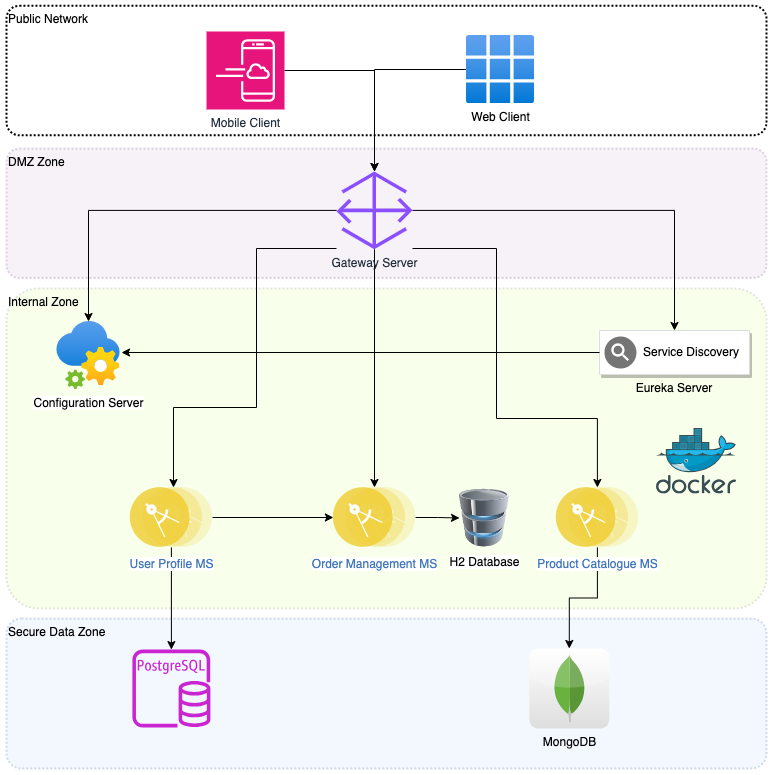 Public Network
Mobile Client
Web Client
DMZ Zone
Gateway Server
Internal Zone
Service Discovery
Configuration Server
Eureka Server
docker
User Profile MS
Order Management MS
H2 Database
Product Catalogue MS
Secure Data Zone
PostgreSQL
MongoDB